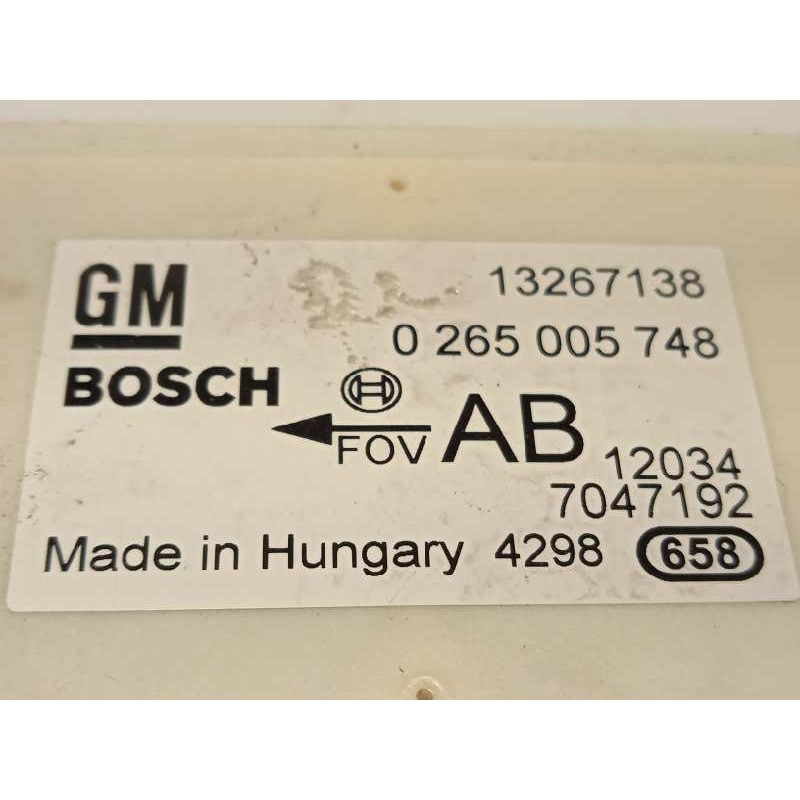 GM 13267138
0 265 005 748
BOSCH
FOV AB
12034
7047192
Made in Hungary 4298 658